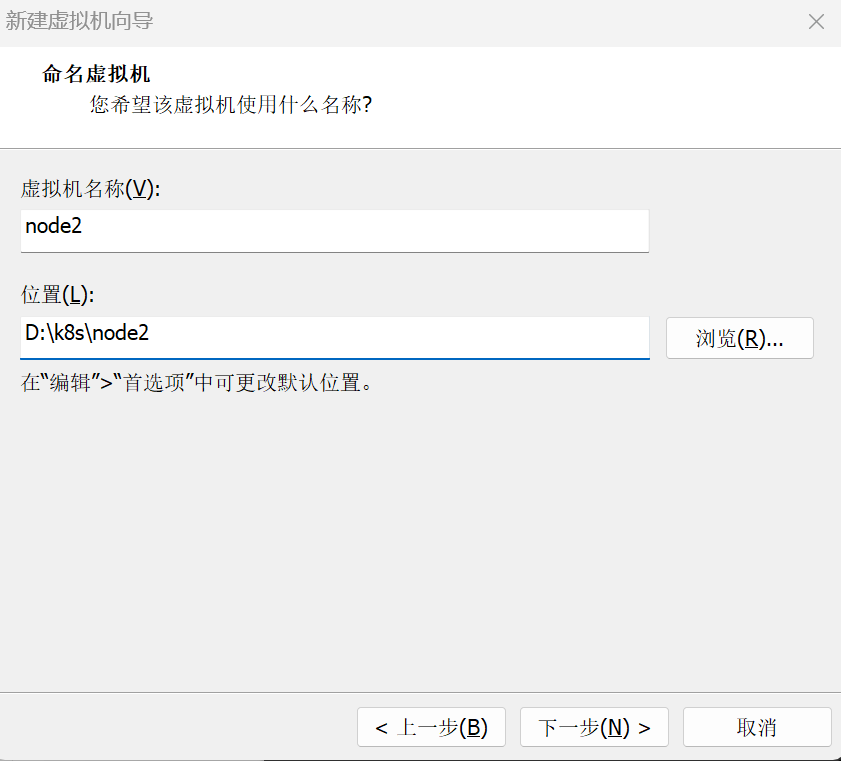 新建虚拟机向导
命名虚拟机
您希望该虚拟机使用什么名称?
虚拟机名称(V):
node2
位置(L):
D:\k8s\node2
浏览(R)...
在“编辑”>“首选项”中可更改默认位置。
< 上一步(B) 下一步(N) > 取消